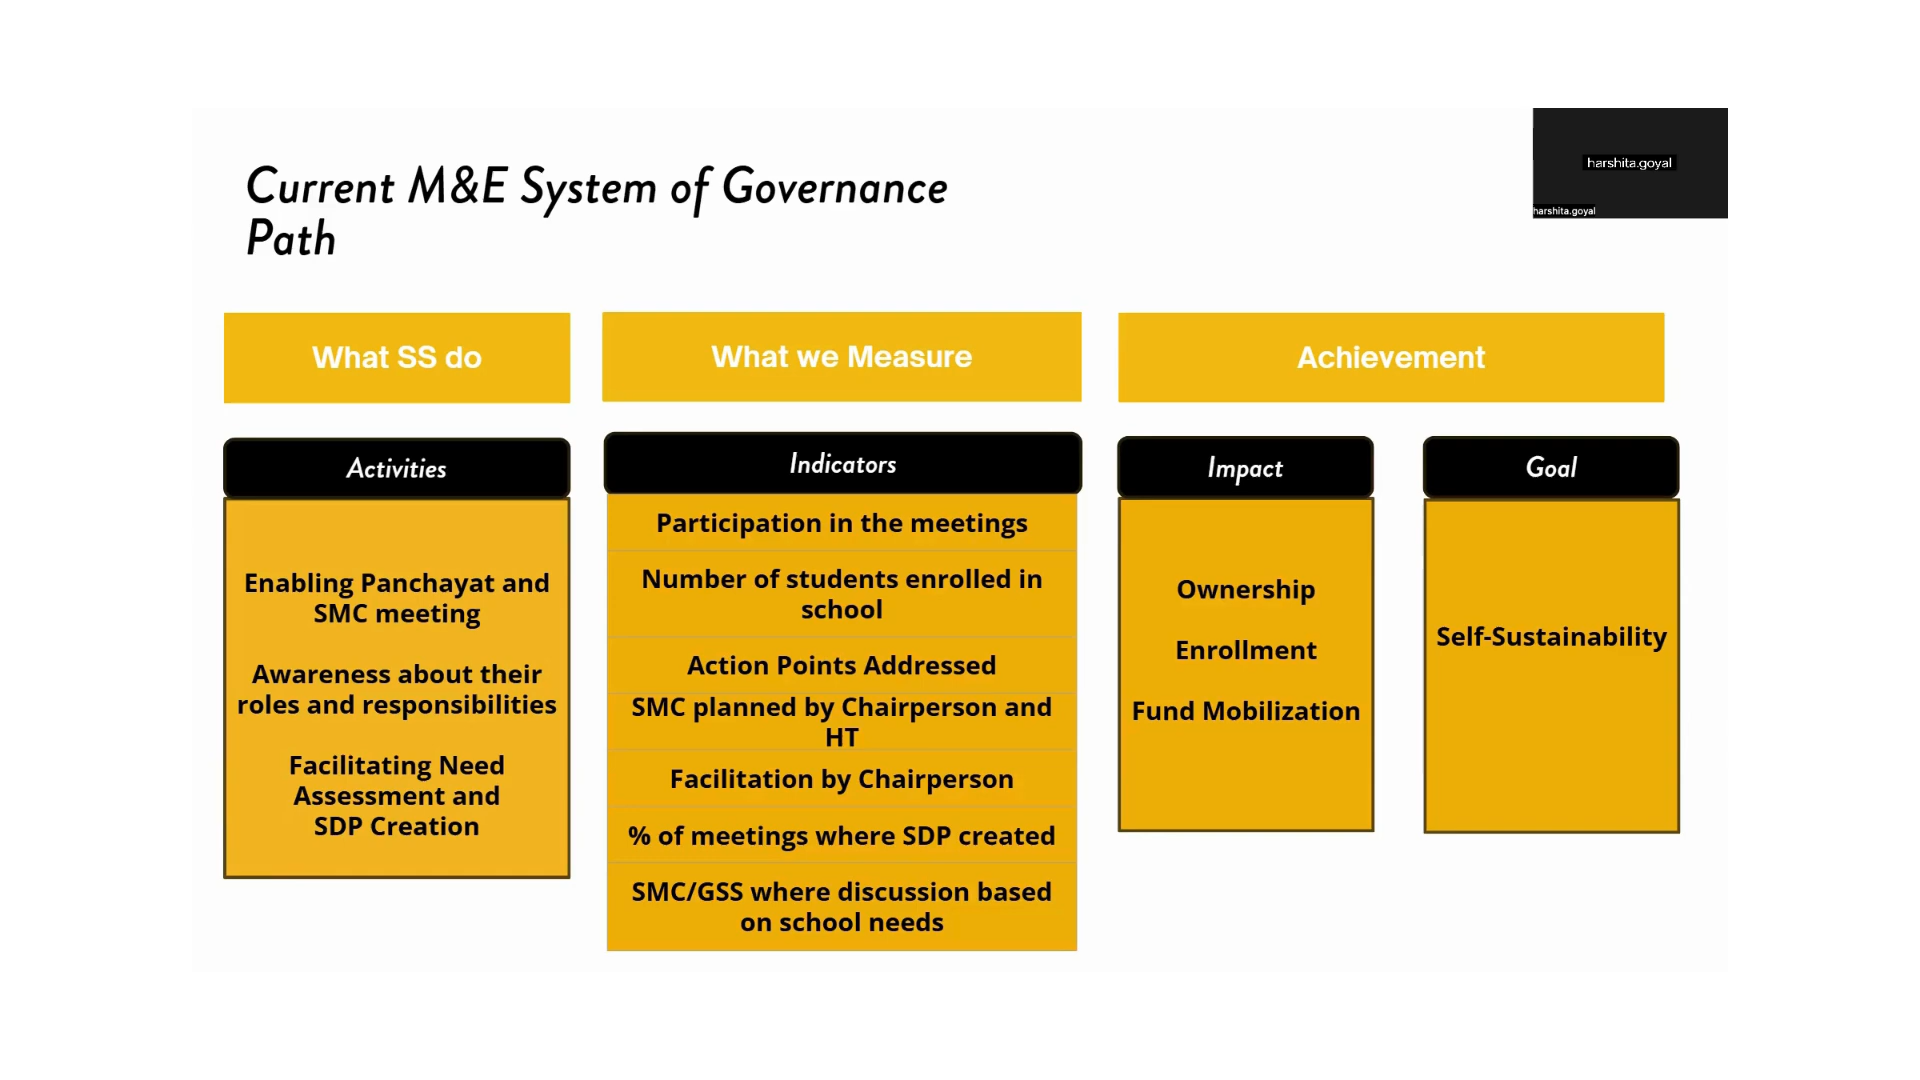 Current M&E System of Governance
Path
harshita.goyal
harshita.goyal
What SS do
What we Measure
Achievement
Activities
Enabling Panchayat and
SMC meeting
Awareness about their
roles and responsibilities
Facilitating Need
Assessment and
SDP Creation
Indicators
Participation in the meetings
Number of students enrolled in
school
Action Points Addressed
SMC planned by Chairperson and
HT
Facilitation by Chairperson
% of meetings where SDP created
SMC/GSS where discussion based
on school needs
Impact
Ownership
Enrollment
Fund Mobilization
Goal
Self-Sustainability